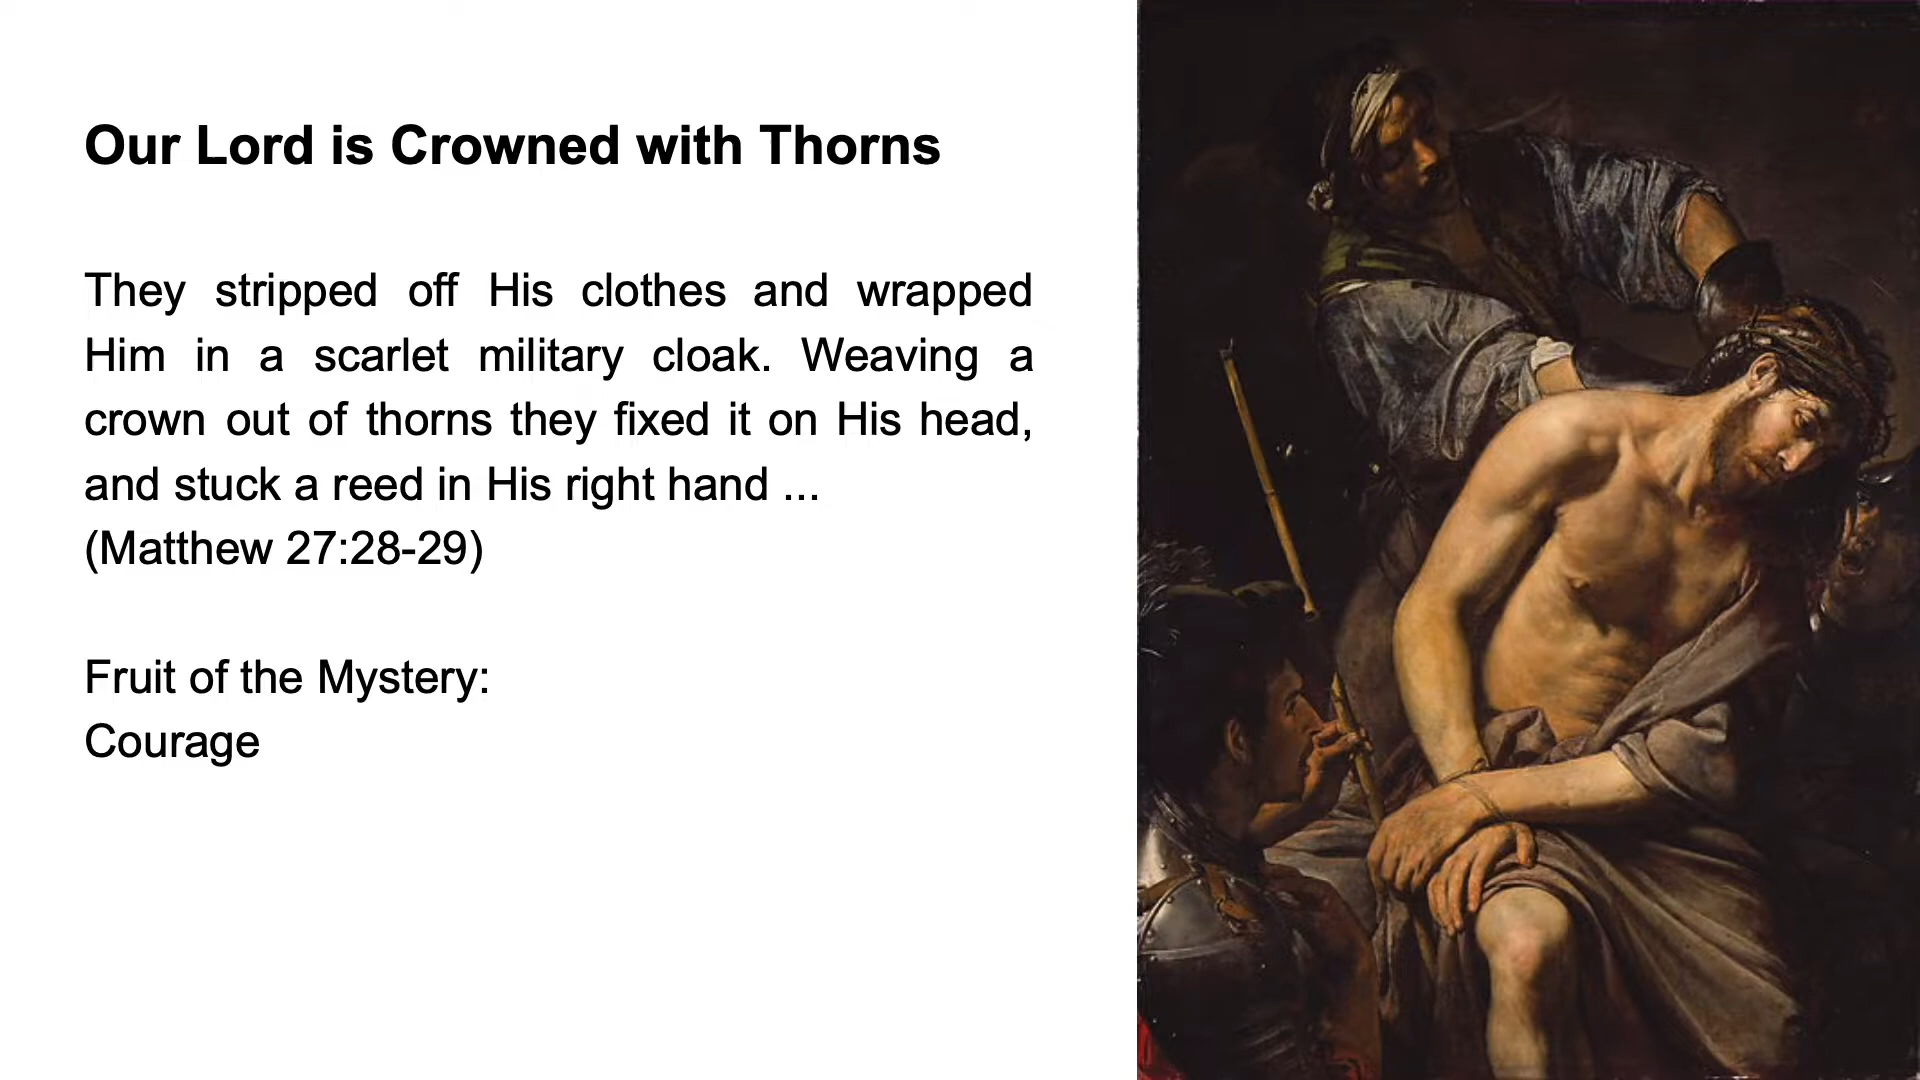 Our Lord is Crowned with Thorns
They stripped off His clothes and wrapped
Him in a scarlet military cloak. Weaving a
crown out of thorns they fixed it on His head,
and stuck a reed in His right hand ...
(Matthew 27:28-29)
Fruit of the Mystery:
Courage